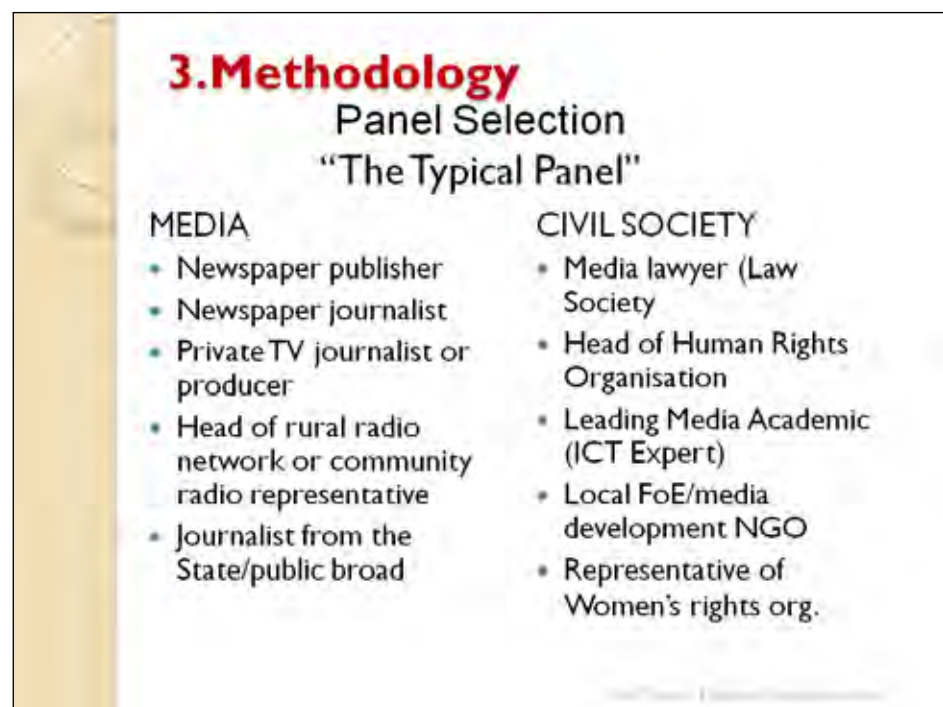 3.Methodology
Panel Selection
“The Typical Panel”
MEDIA
• Newspaper publisher
• Newspaper journalist
• Private TV journalist or
producer
• Head of rural radio
network or community
radio representative
• Journalist from the
State/public broad
CIVIL SOCIETY
• Media lawyer (Law
Society
• Head of Human Rights
Organisation
• Leading Media Academic
(ICT Expert)
• Local FoE/media
development NGO
• Representative of
Women’s rights org.